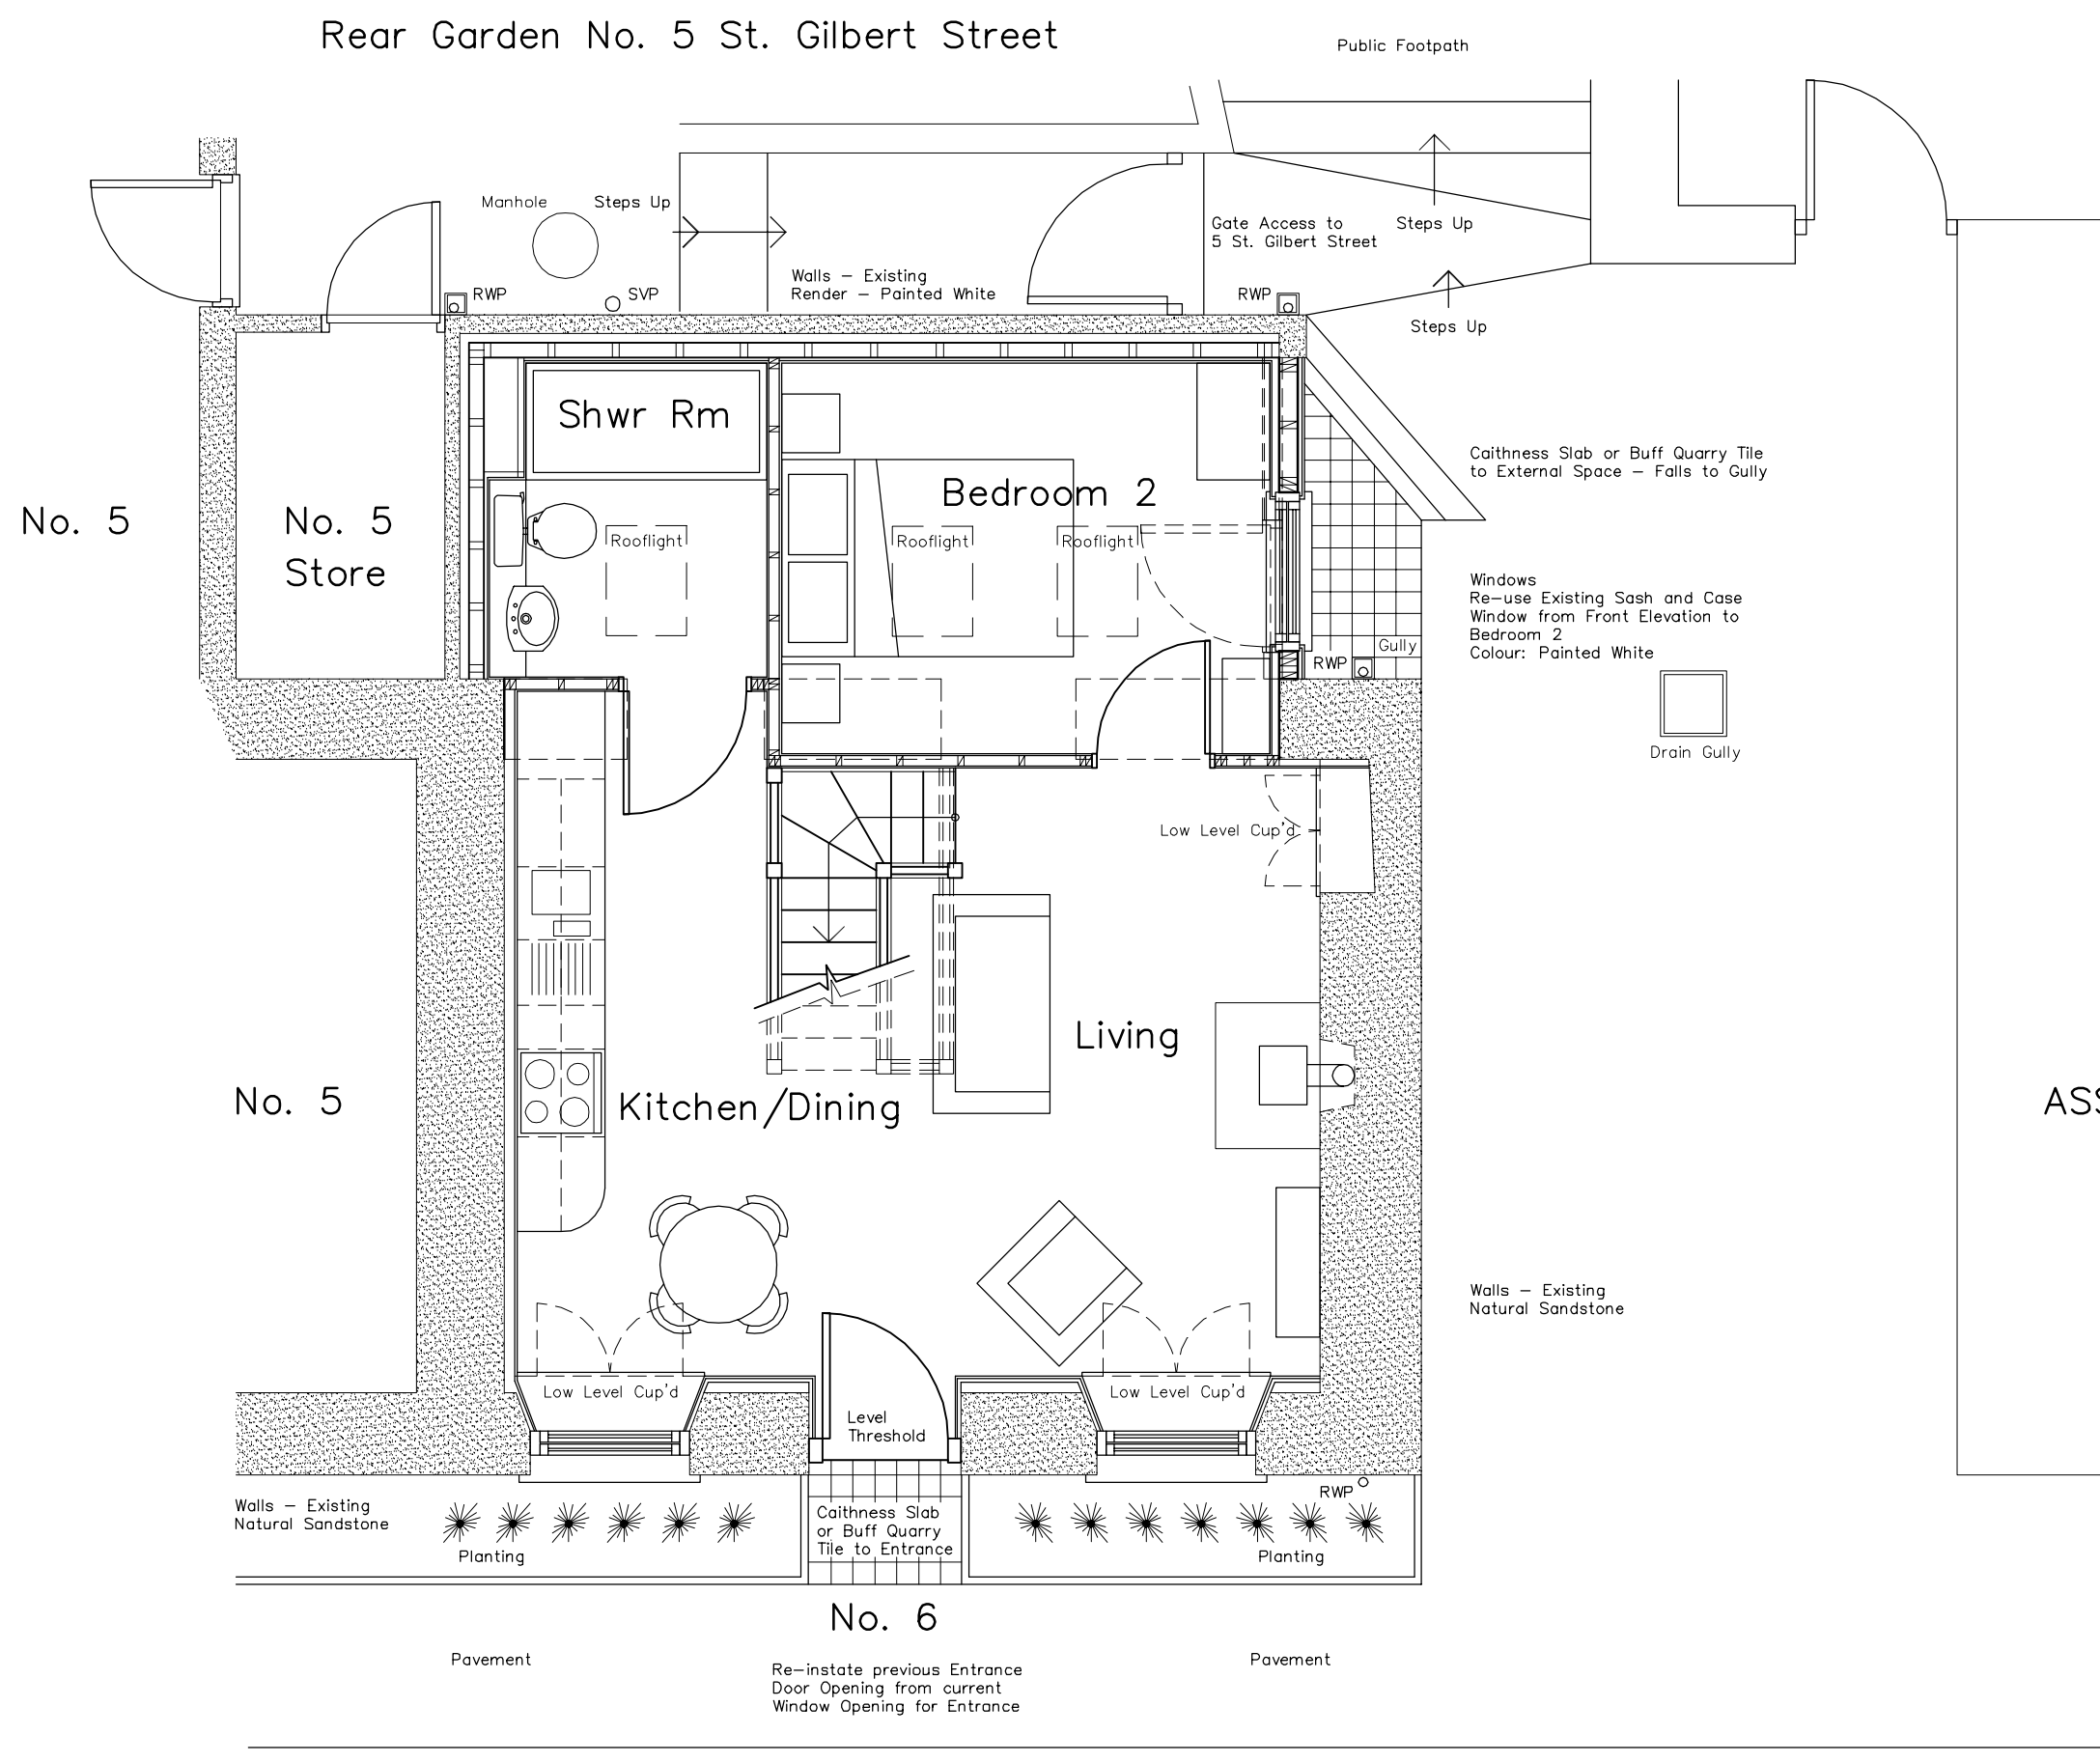 Rear Garden No. 5 St. Gilbert Street
Public Footpath
Manhole
Steps Up
Gate Access to
5 St. Gilbert Street
Steps Up
Walls – Existing
Render – Painted White
RWP
SVP
RWP
Steps Up
Shwr Rm
Bedroom 2
Caithness Slab or Buff Quarry Tile
to External Space – Falls to Gully
No. 5
No. 5
Store
Rooflight
Rooflight
Rooflight
Windows
Re-use Existing Sash and Case
Window from Front Elevation to
Bedroom 2
Colour: Painted White
Gully
RWP
Drain Gully
Low Level Cup'd
Living
No. 5
Kitchen/Dining
Walls – Existing
Natural Sandstone
Low Level Cup'd
Low Level Cup'd
Level
Threshold
RWP
Walls – Existing
Natural Sandstone
Caithness Slab
or Buff Quarry
Tile to Entrance
Planting
Planting
No. 6
Pavement
Pavement
Re-instate previous Entrance
Door Opening from current
Window Opening for Entrance